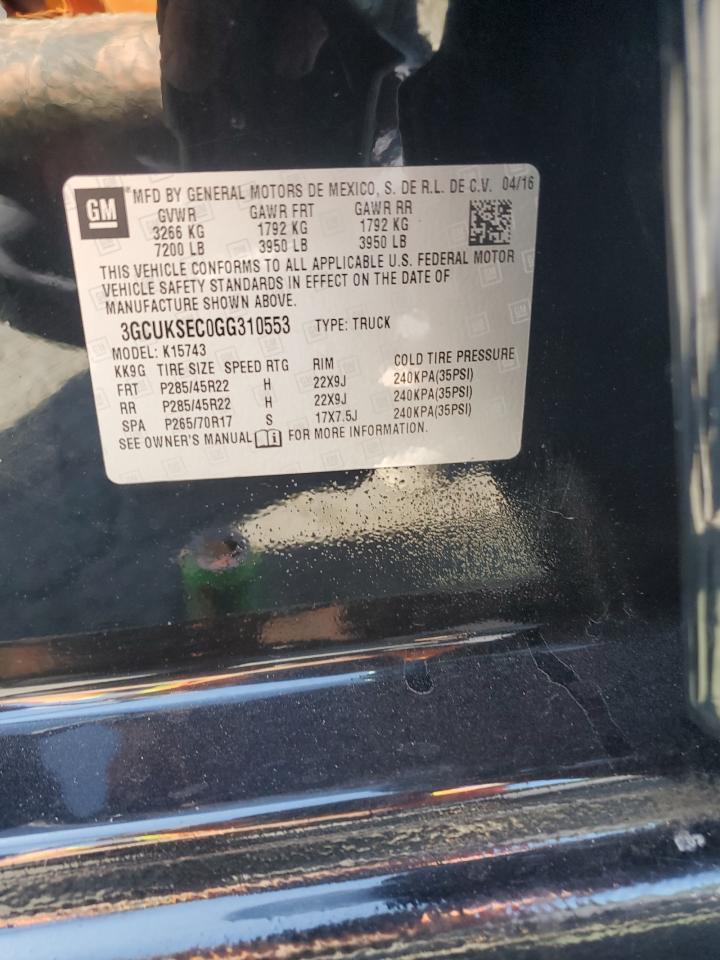 GM
MFD BY GENERAL MOTORS DE MEXICO, S. DE R.L. DE C.V. 04/16
GVWR GAWR FRT GAWR RR
3266 KG 1792 KG 1792 KG
7200 LB 3950 LB 3950 LB
THIS VEHICLE CONFORMS TO ALL APPLICABLE U.S. FEDERAL MOTOR
VEHICLE SAFETY STANDARDS IN EFFECT ON THE DATE OF
MANUFACTURE SHOWN ABOVE.
3GCUKSEC0GG310553 TYPE: TRUCK
MODEL: K15743
KK9G TIRE SIZE SPEED RTG RIM COLD TIRE PRESSURE
FRT P285/45R22 H 22X9J 240KPA(35PSI)
RR P285/45R22 H 22X9J 240KPA(35PSI)
SPA P265/70R17 S 17X7.5J 240KPA(35PSI)
SEE OWNER'S MANUAL FOR MORE INFORMATION.